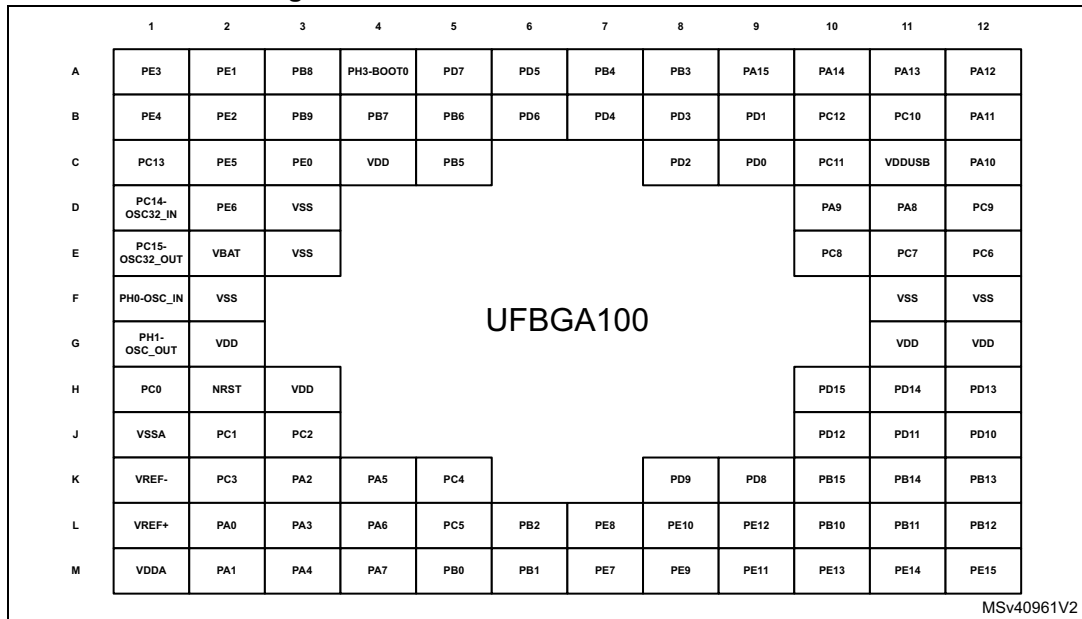 1 2 3 4 5 6 7 8 9 10 11 12
A PE3 PE1 PB8 PH3-BOOT0 PD7 PD5 PB4 PB3 PA15 PA14 PA13 PA12
B PE4 PE2 PB9 PB7 PB6 PD6 PD4 PD3 PD1 PC12 PC10 PA11
C PC13 PE5 PE0 VDD PB5 PD2 PD0 PC11 VDDUSB PA10
D PC14-
OSC32_IN PE6 VSS PA9 PA8 PC9
E PC15-
OSC32_OUT VBAT VSS PC8 PC7 PC6
F PH0-OSC_IN VSS VSS VSS
UFBGA100
G PH1-
OSC_OUT VDD VDD VDD
H PC0 NRST VDD PD15 PD14 PD13
J VSSA PC1 PC2 PD12 PD11 PD10
K VREF- PC3 PA2 PA5 PC4 PD9 PD8 PB15 PB14 PB13
L VREF+ PA0 PA3 PA6 PC5 PB2 PE8 PE10 PE12 PB10 PB11 PB12
M VDDA PA1 PA4 PA7 PB0 PB1 PE7 PE9 PE11 PE13 PE14 PE15
MSv40961V2